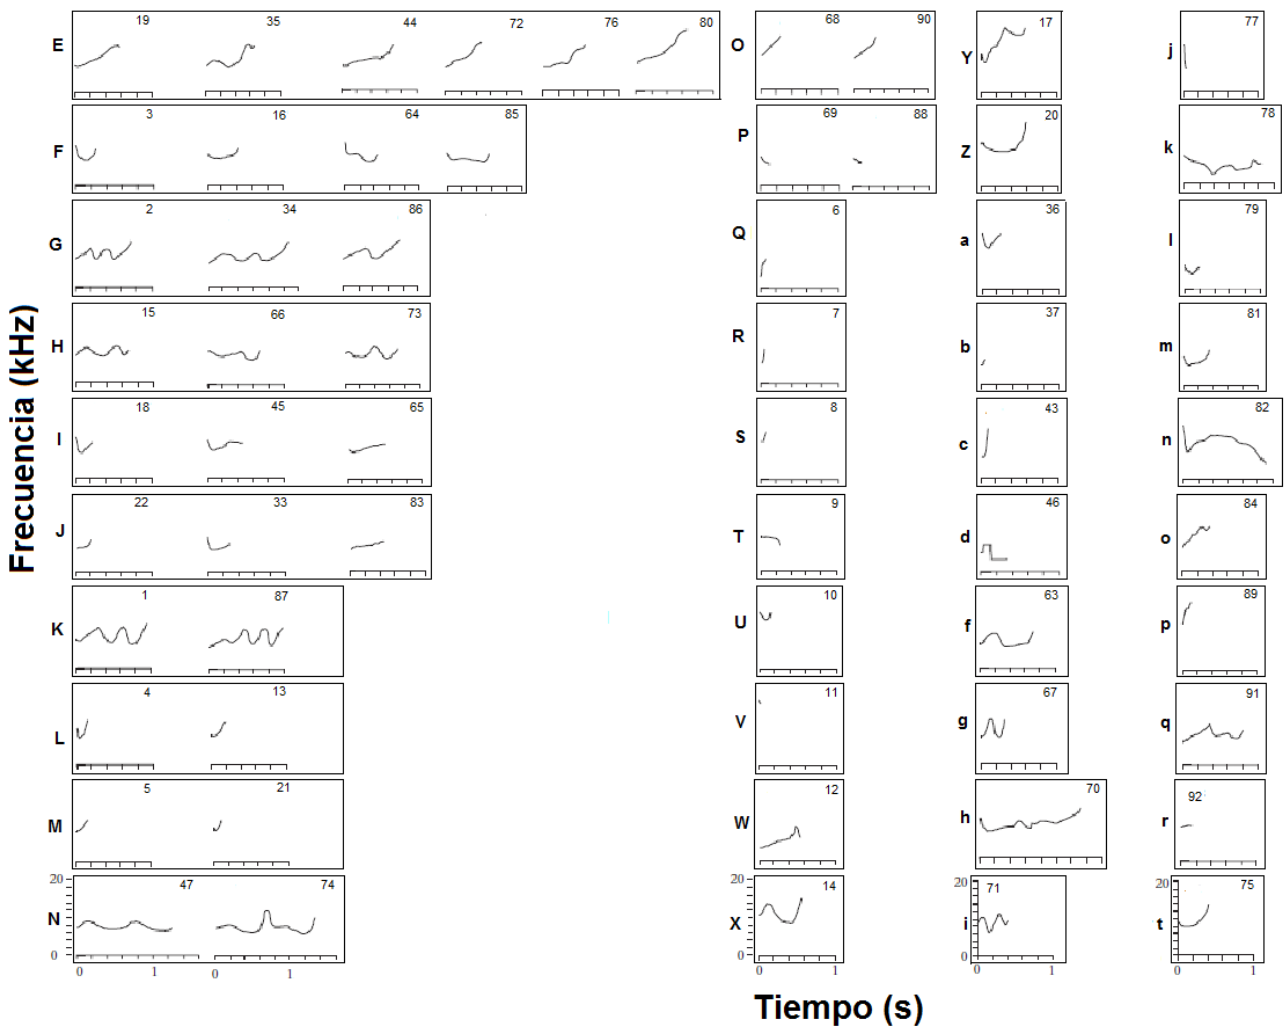 E 19 35 44 72 76 80 O 68 90 Y 17 j 77
F 3 16 64 85 P 69 88 Z 20 k 78
G 2 34 86 Q 6 a 36 l 79
H 15 66 73 R 7 b 37 m 81
I 18 45 65 S 8 c 43 n 82
J 22 33 83 T 9 d 46 o 84
K 1 87 U 10 f 63 p 89
L 4 13 V 11 g 67 q 91
M 5 21 W 12 h 70 r 92
N 47 74 X 14 i 71 t 75
20 20 20 20
0 0 0 0
0 1 0 1 0 1 0 1 0 1
Frecuencia (kHz)
Tiempo (s)